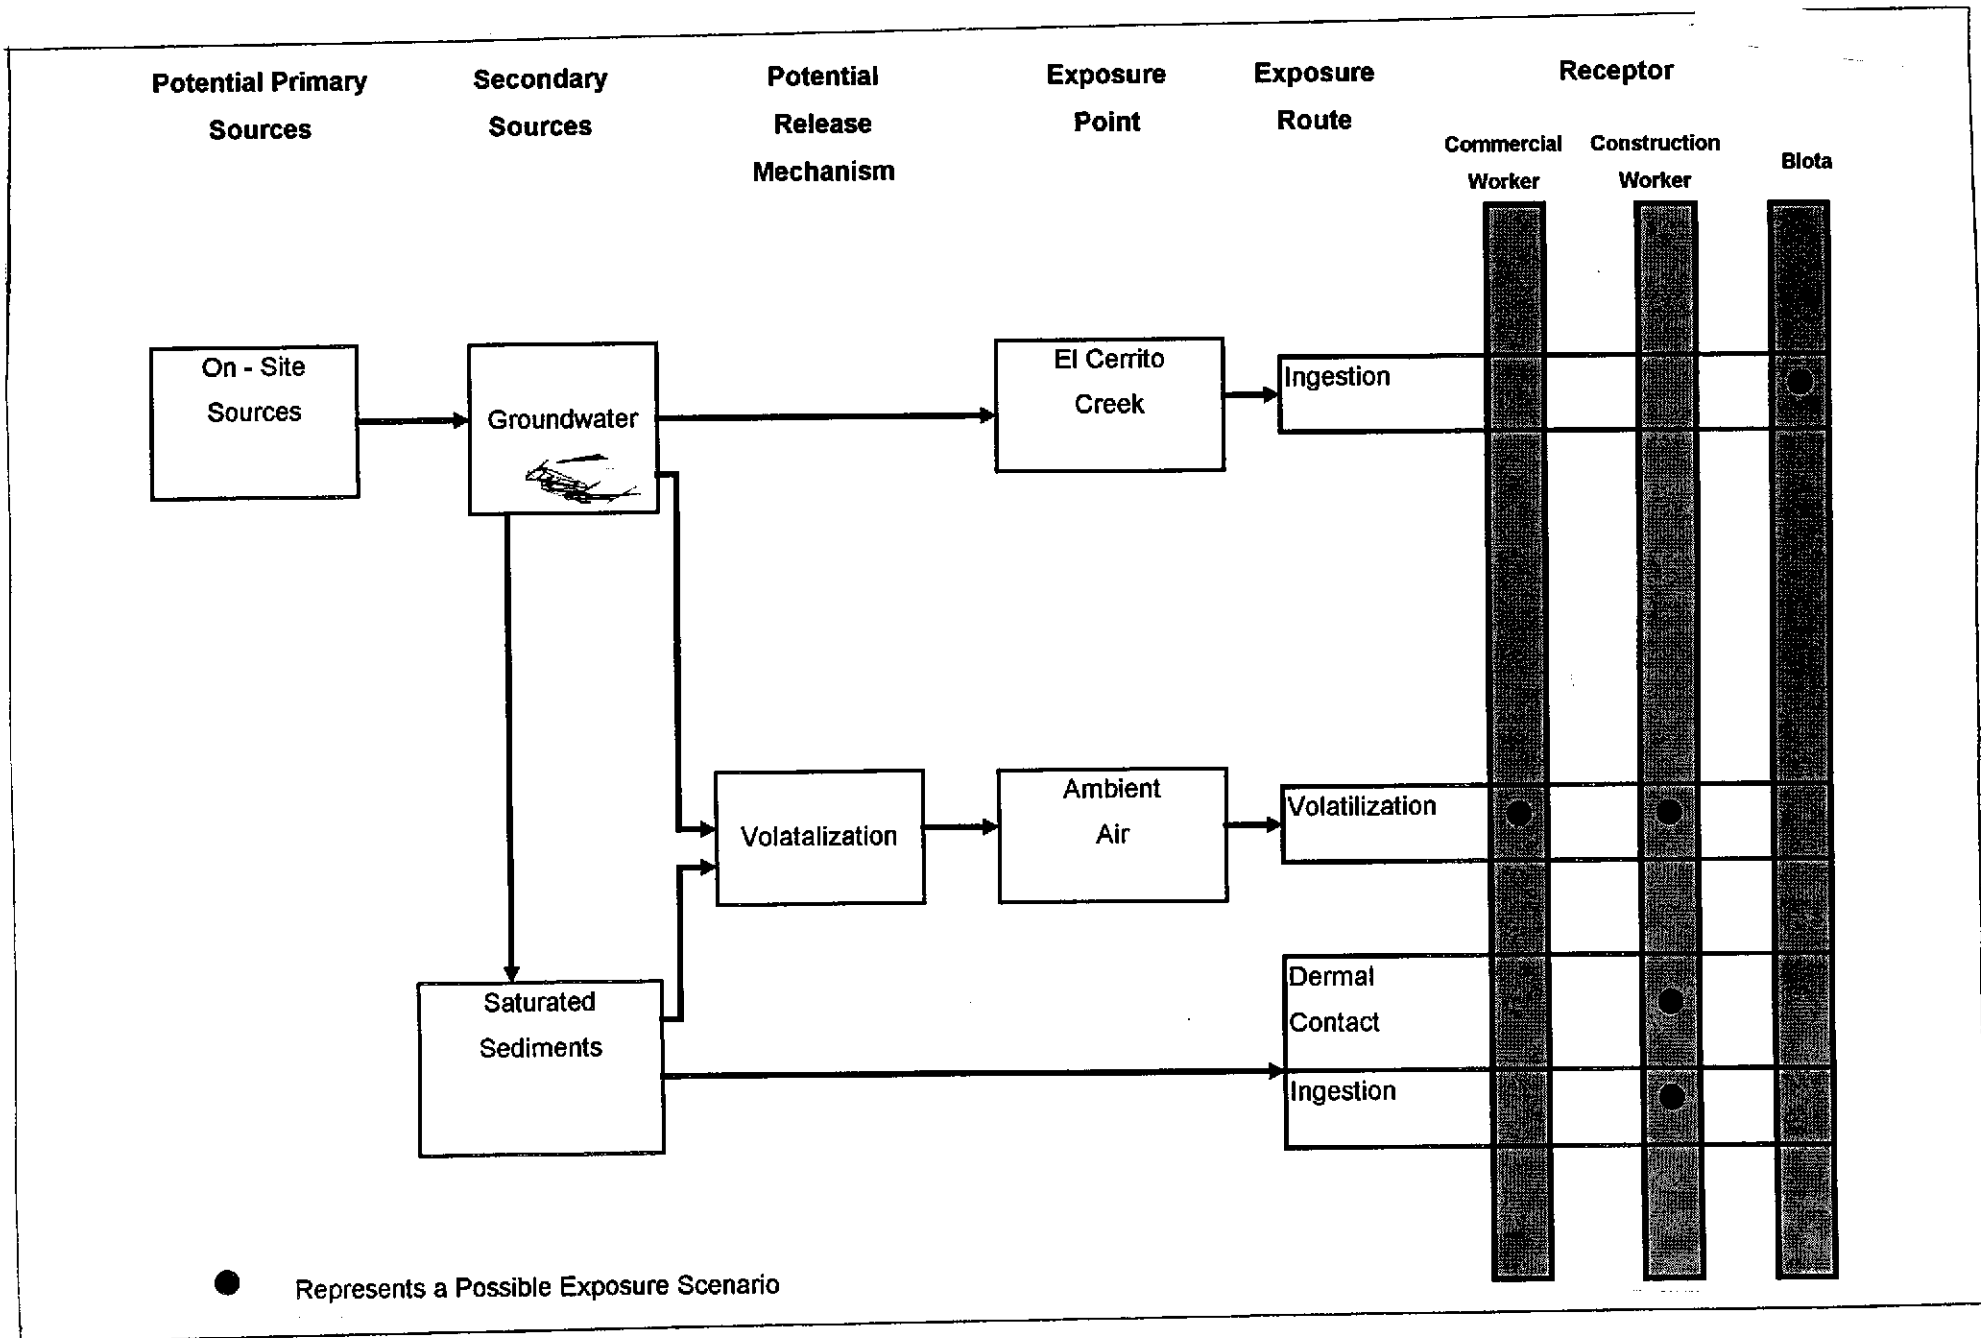 Potential Primary
Sources
Secondary
Sources
Potential
Release
Mechanism
Exposure
Point
Exposure
Route
Receptor
Commercial
Worker
Construction
Worker
Biota
On - Site
Sources
Groundwater
El Cerrito
Creek
Ingestion
Volatalization
Ambient
Air
Volatilization
Saturated
Sediments
Dermal
Contact
Ingestion
Represents a Possible Exposure Scenario